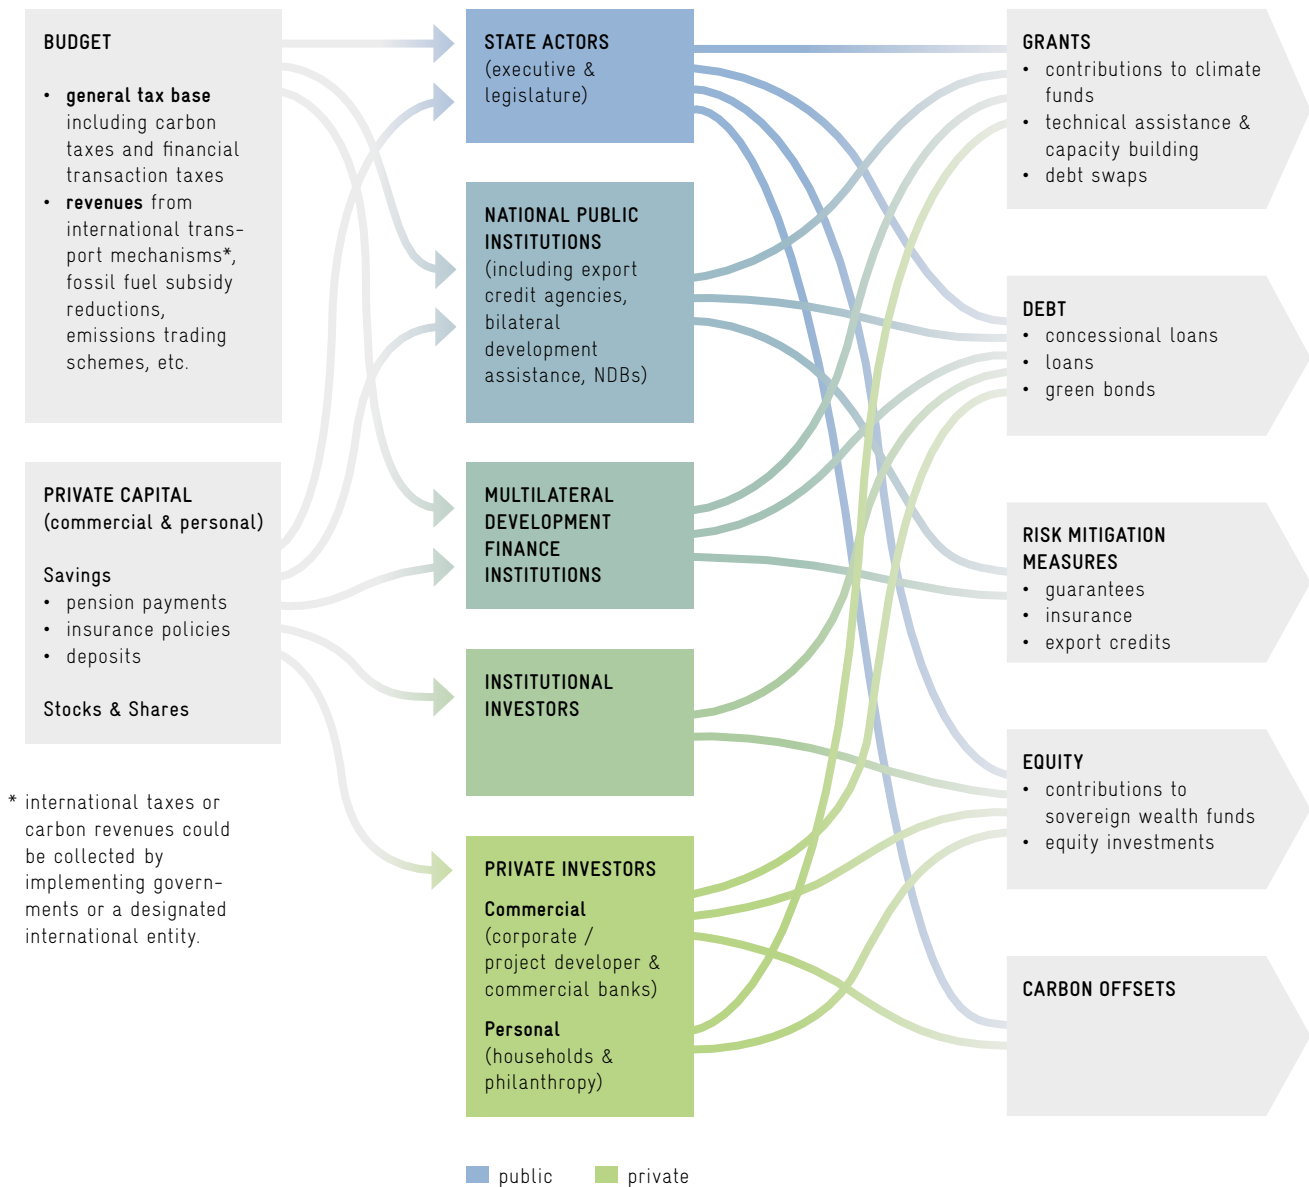 BUDGET
• general tax base
including carbon
taxes and financial
transaction taxes
• revenues from
international trans-
port mechanisms*,
fossil fuel subsidy
reductions,
emissions trading
schemes, etc.
PRIVATE CAPITAL
(commercial & personal)
Savings
• pension payments
• insurance policies
• deposits
Stocks & Shares
* international taxes or
carbon revenues could
be collected by
implementing govern-
ments or a designated
international entity.
STATE ACTORS
(executive &
legislature)
NATIONAL PUBLIC
INSTITUTIONS
(including export
credit agencies,
bilateral
development
assistance, NDBs)
MULTILATERAL
DEVELOPMENT
FINANCE
INSTITUTIONS
INSTITUTIONAL
INVESTORS
PRIVATE INVESTORS
Commercial
(corporate /
project developer &
commercial banks)
Personal
(households &
philanthropy)
GRANTS
• contributions to climate
funds
• technical assistance &
capacity building
• debt swaps
DEBT
• concessional loans
• loans
• green bonds
RISK MITIGATION
MEASURES
• guarantees
• insurance
• export credits
EQUITY
• contributions to
sovereign wealth funds
• equity investments
CARBON OFFSETS
public
private